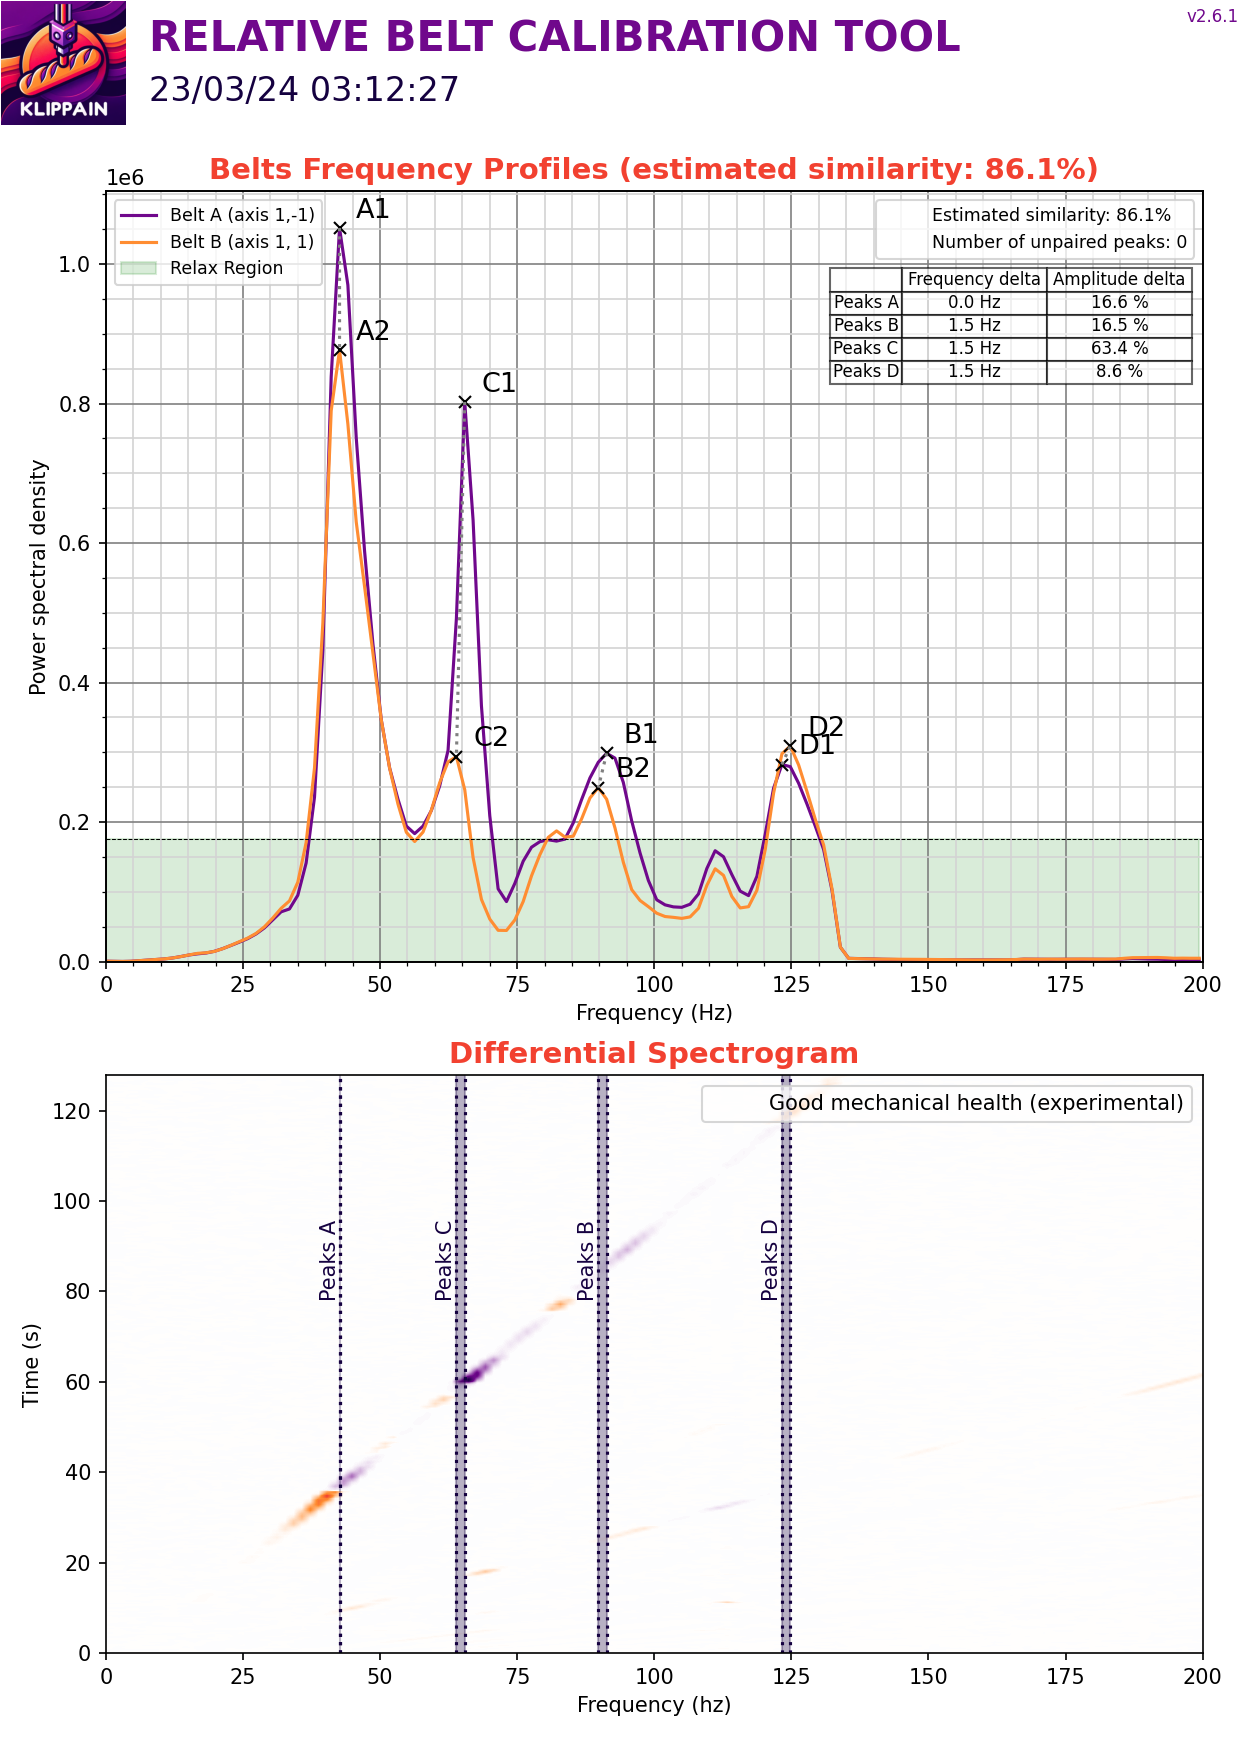 KLIPPAIN
RELATIVE BELT CALIBRATION TOOL
v2.6.1
23/03/24 03:12:27
Belts Frequency Profiles (estimated similarity: 86.1%)
1e6
Belt A (axis 1,-1)
Belt B (axis 1, 1)
Relax Region
A1
A2
C1
C2
B1
B2
D2
D1
Estimated similarity: 86.1%
Number of unpaired peaks: 0
Frequency delta Amplitude delta
Peaks A 0.0 Hz 16.6 %
Peaks B 1.5 Hz 16.5 %
Peaks C 1.5 Hz 63.4 %
Peaks D 1.5 Hz 8.6 %
Power spectral density
1.0
0.8
0.6
0.4
0.2
0.0
0 25 50 75 100 125 150 175 200
Frequency (Hz)
Differential Spectrogram
Good mechanical health (experimental)
Peaks A
Peaks C
Peaks B
Peaks D
Time (s)
120
100
80
60
40
20
0
0 25 50 75 100 125 150 175 200
Frequency (hz)